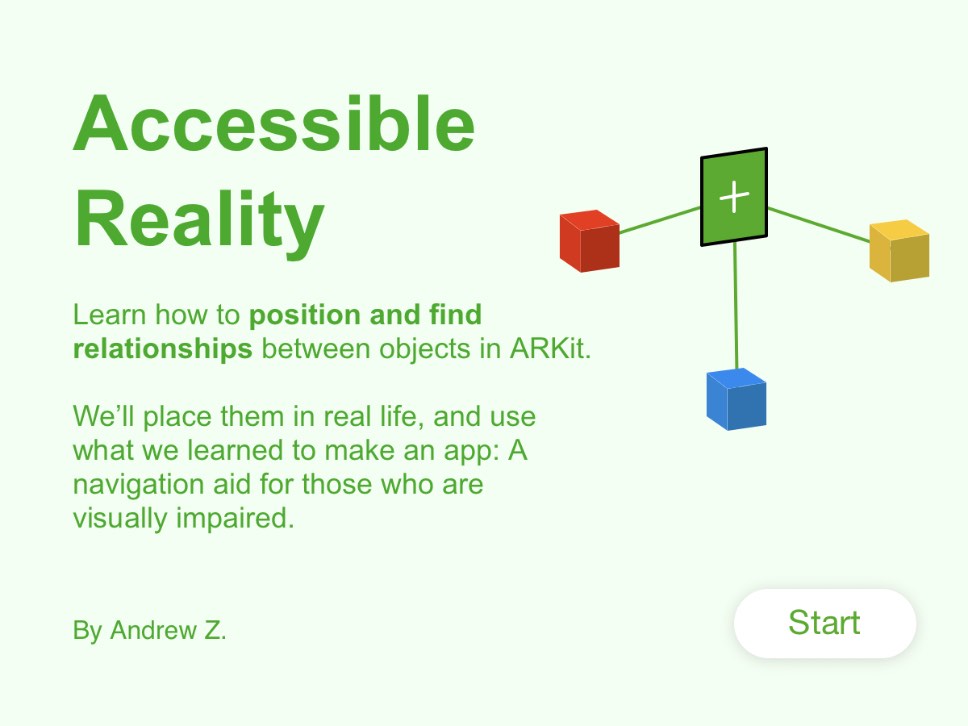 Accessible
Reality
Learn how to position and find
relationships between objects in ARKit.
We’ll place them in real life, and use
what we learned to make an app: A
navigation aid for those who are
visually impaired.
By Andrew Z.
Start